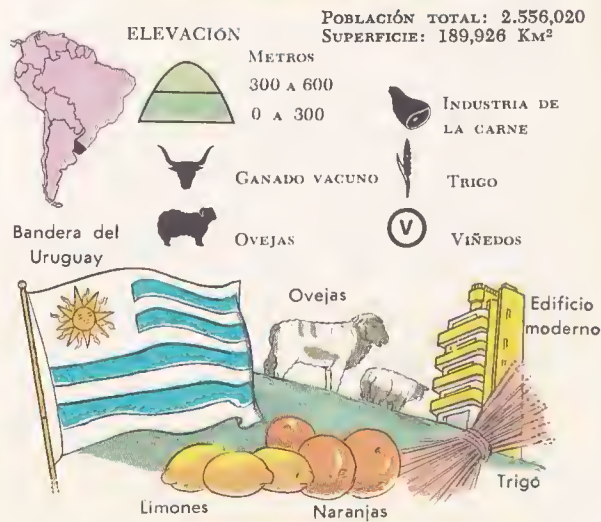 POBLACIÓN TOTAL: 2.556,020
SUPERFICIE: 189,926 KM²
ELEVACIÓN
METROS
300 A 600
0 A 300
INDUSTRIA DE
LA CARNE
GANADO VACUNO
TRIGO
OVEJAS
V
VIÑEDOS
Bandera del
Uruguay
Ovejas
Edificio
moderno
Trigo
Limones
Naranjas